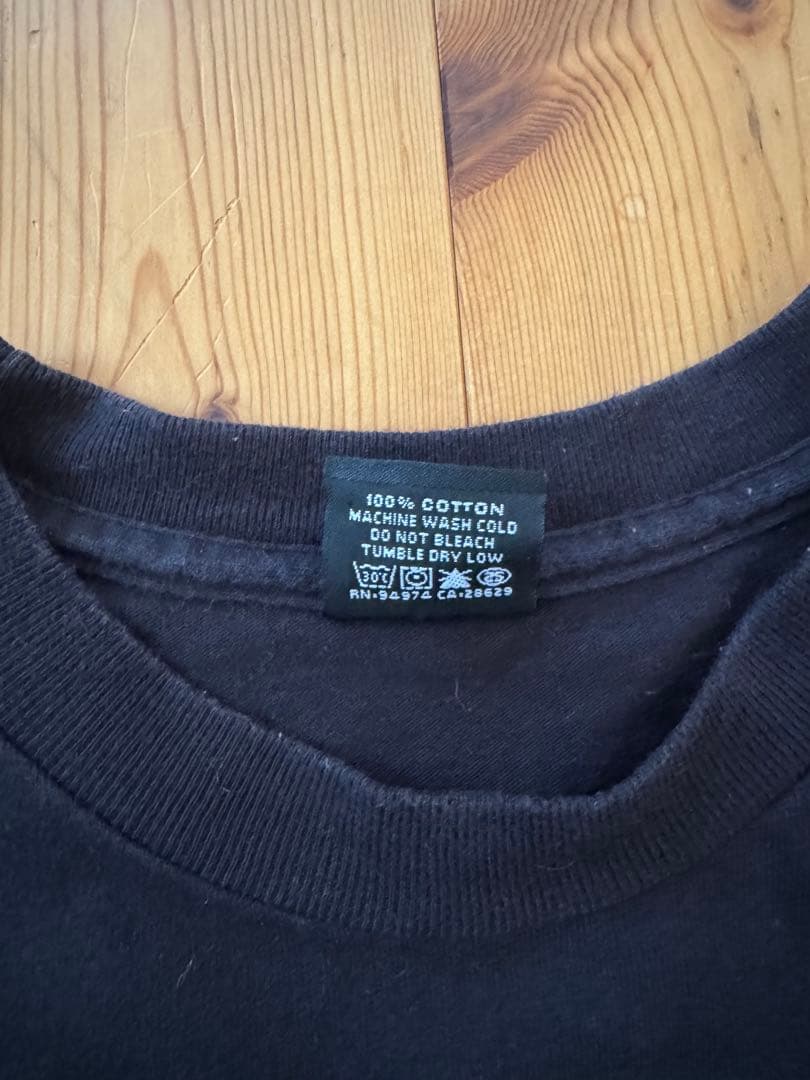 100% COTTON
MACHINE WASH COLD
DO NOT BLEACH
TUMBLE DRY LOW
30°C
RN•94974 CA•28629